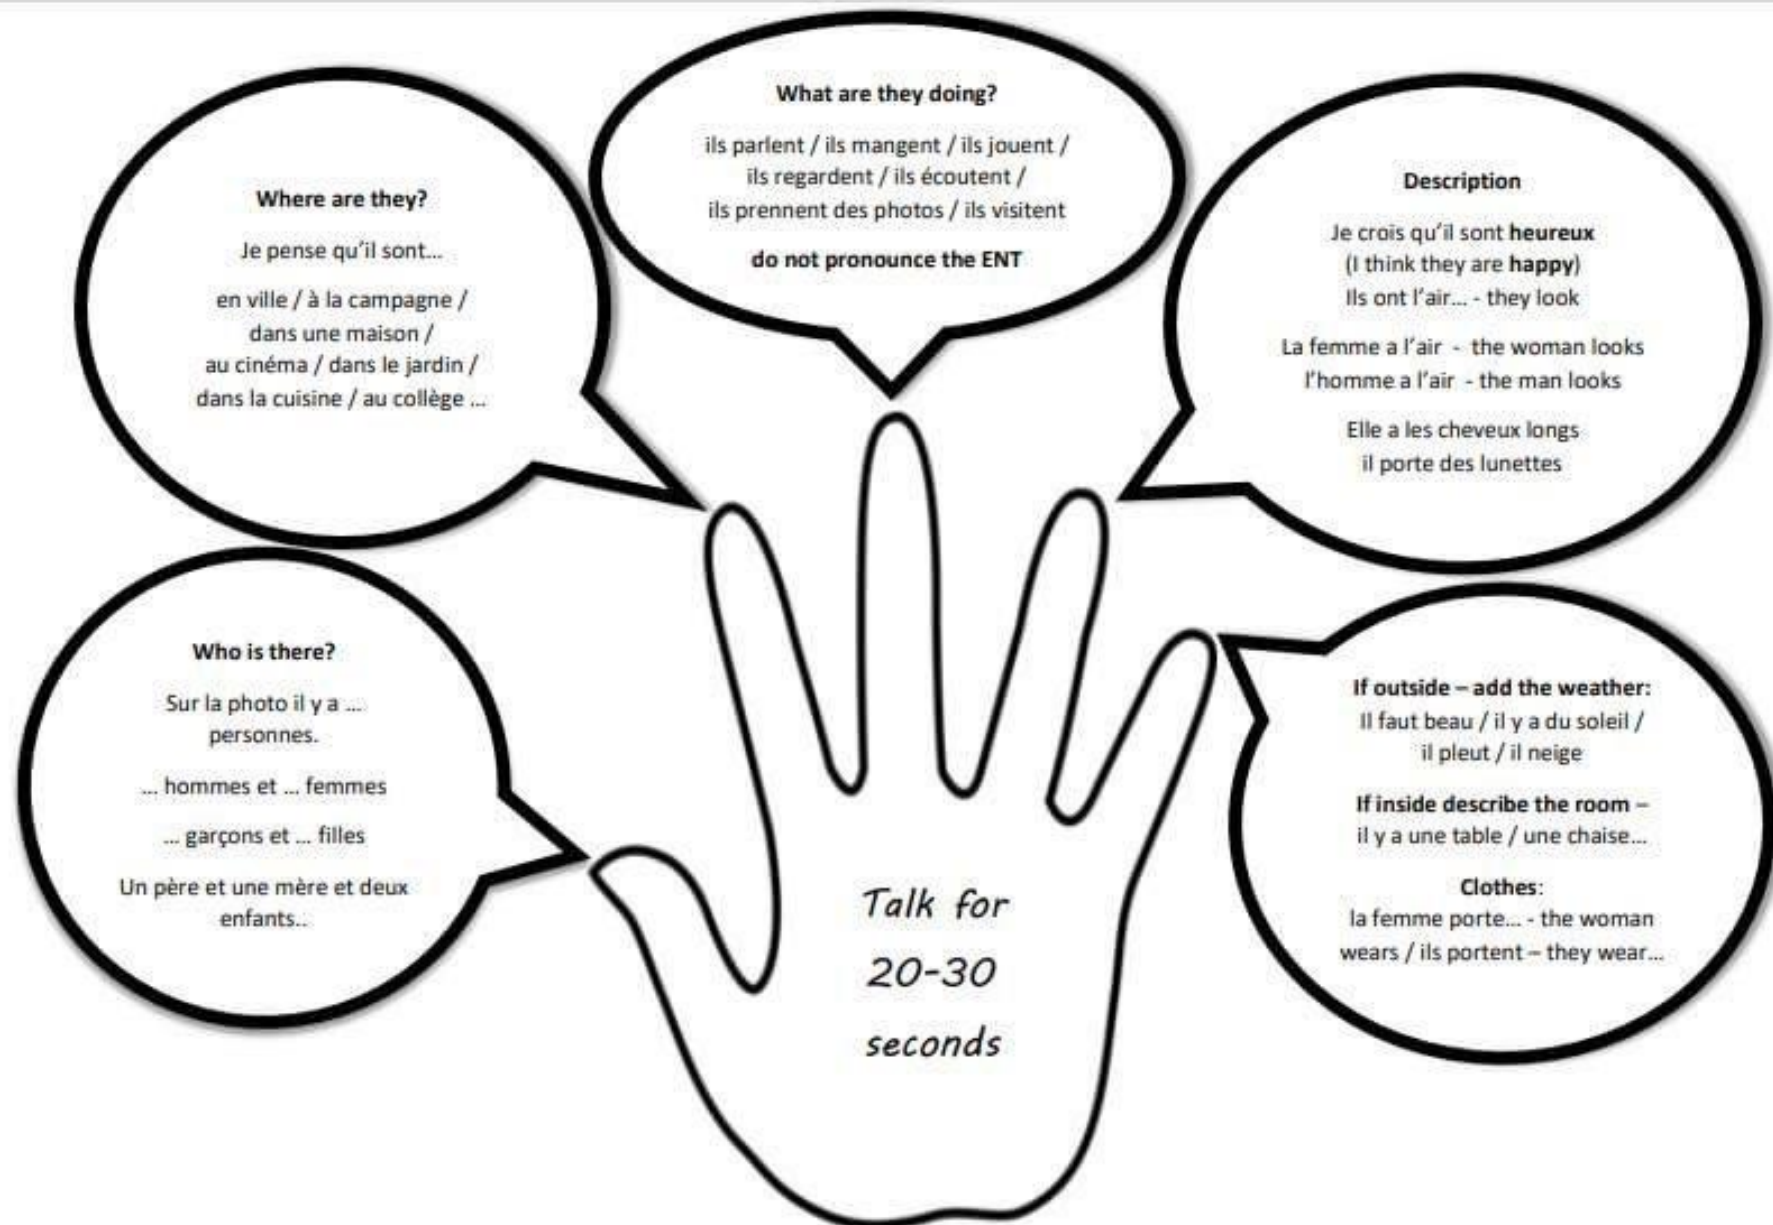 What are they doing?
ils parlent / ils mangent / ils jouent /
ils regardent / ils écoutent /
ils prennent des photos / ils visitent
do not pronounce the ENT
Where are they?
Je pense qu'il sont...
en ville / à la campagne /
dans une maison /
au cinéma / dans le jardin /
dans la cuisine / au collège ...
Description
Je crois qu'il sont heureux
(I think they are happy)
Ils ont l'air... - they look
La femme a l'air - the woman looks
l'homme a l'air - the man looks
Elle a les cheveux longs
il porte des lunettes
Who is there?
Sur la photo il y a ...
personnes.
... hommes et ... femmes
... garçons et ... filles
Un père et une mère et deux
enfants..
If outside – add the weather:
Il faut beau / il y a du soleil /
il pleut / il neige
If inside describe the room –
il y a une table / une chaise...
Clothes:
la femme porte... - the woman
wears / ils portent – they wear...
Talk for
20-30
seconds